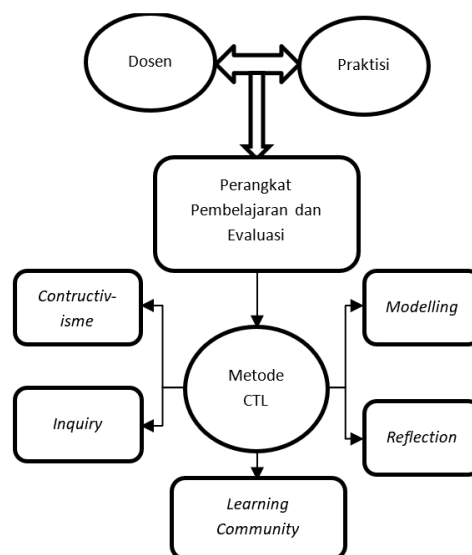 Dosen
Praktisi
Perangkat
Pembelajaran dan
Evaluasi
Contructiv-
isme
Modelling
Metode
CTL
Inquiry
Reflection
Learning
Community